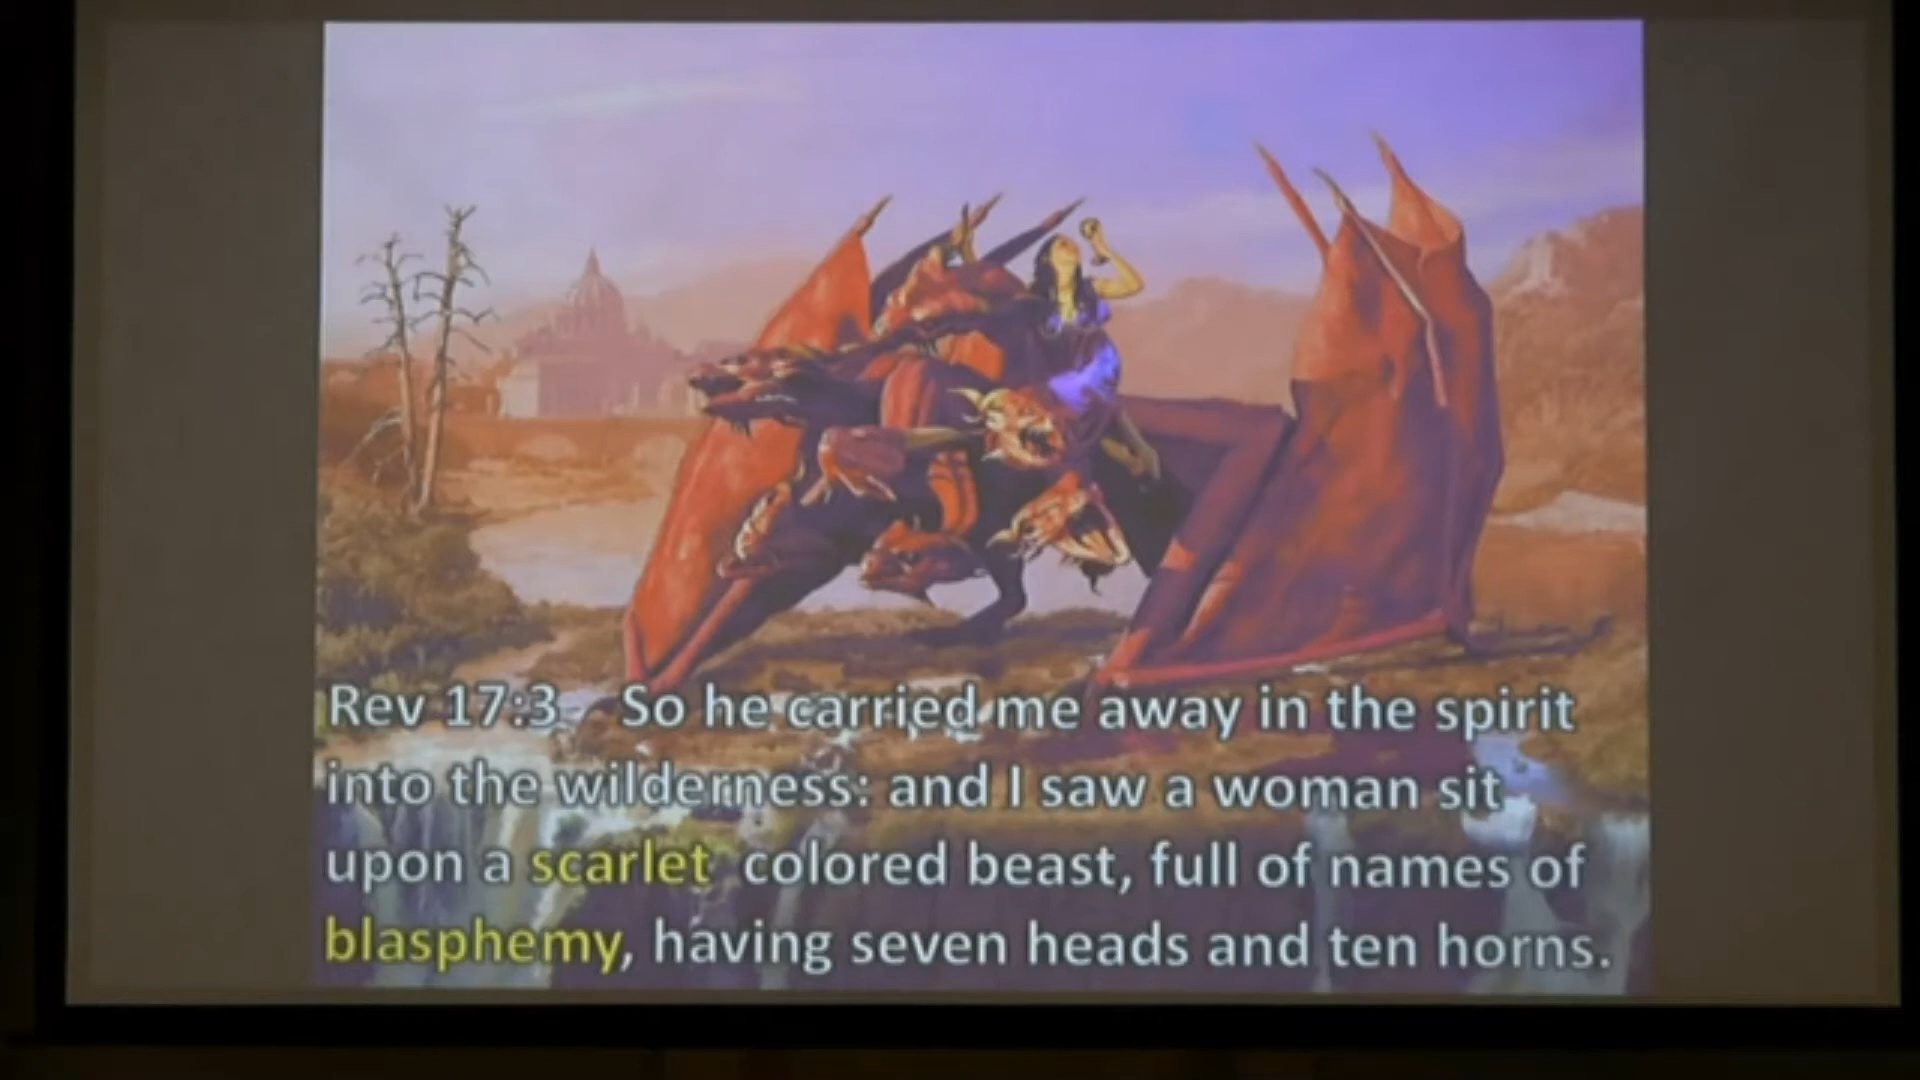 Rev 17:3 So he carried me away in the spirit
into the wilderness: and I saw a woman sit
upon a scarlet colored beast, full of names of
blasphemy, having seven heads and ten horns.